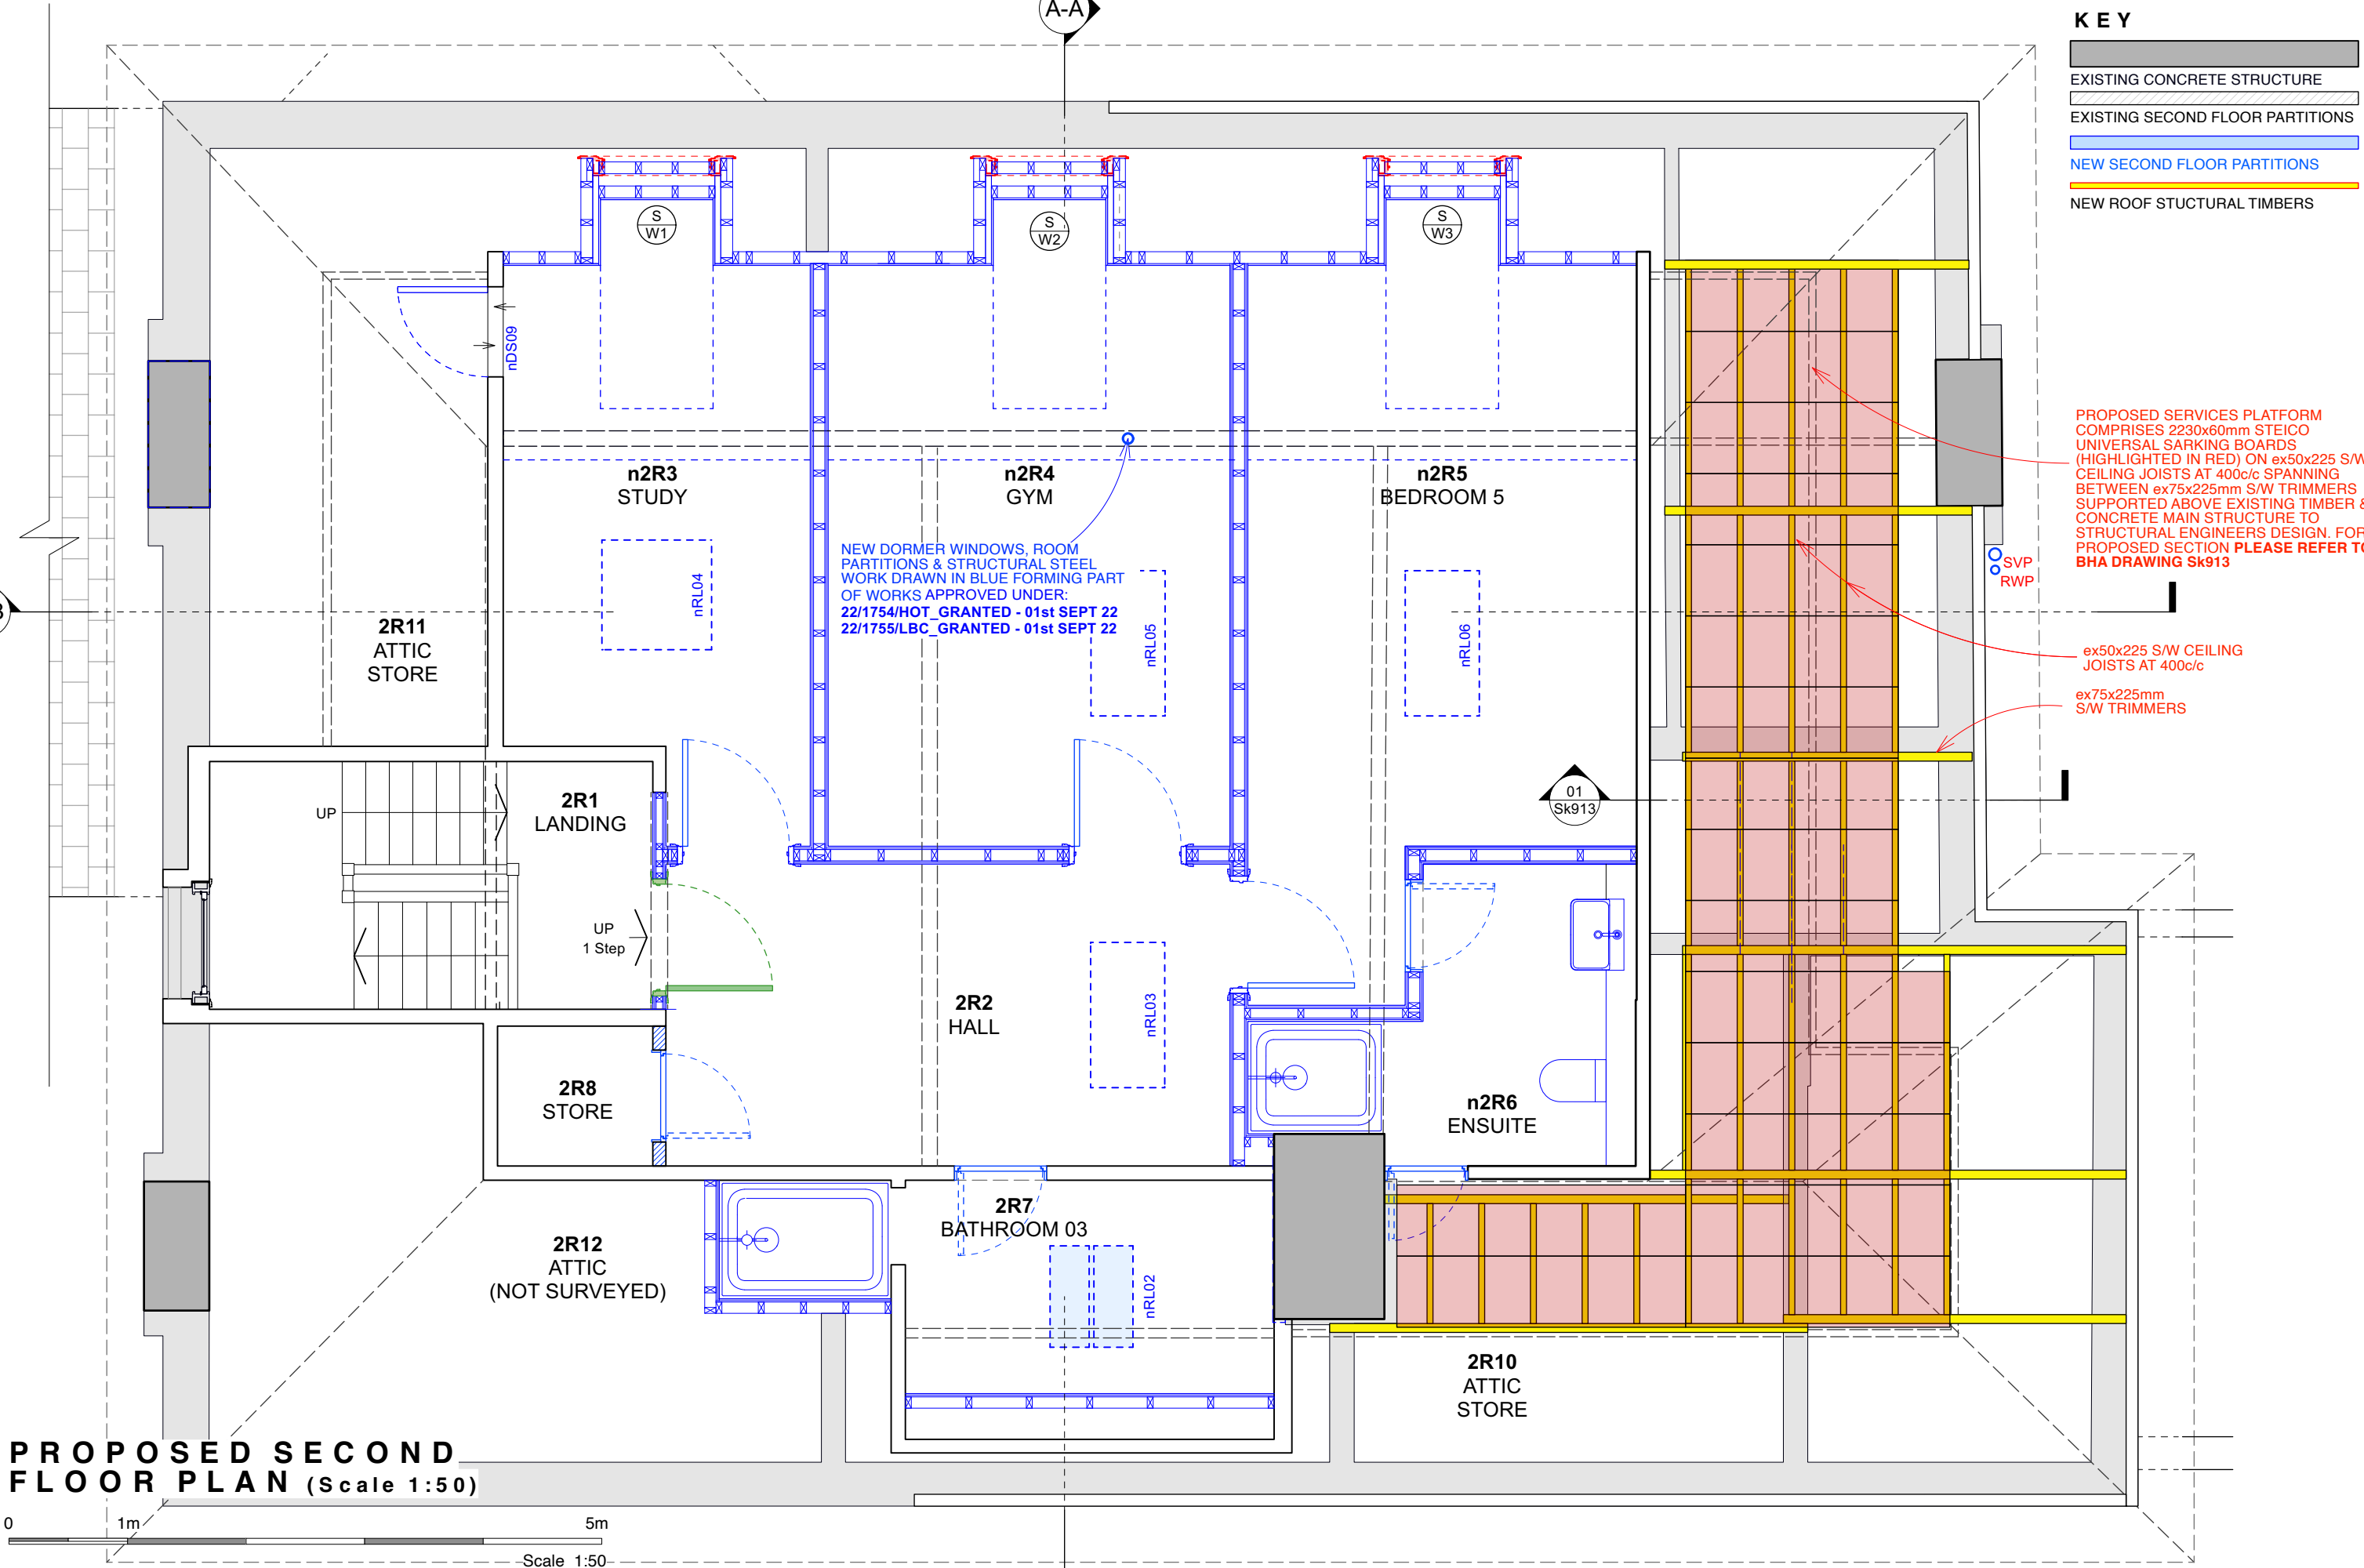 A-A
KEY
EXISTING CONCRETE STRUCTURE
EXISTING SECOND FLOOR PARTITIONS
NEW SECOND FLOOR PARTITIONS
NEW ROOF STUCTURAL TIMBERS
S
W1
S
W2
S
W3
nDS09
n2R3
STUDY
n2R4
GYM
n2R5
BEDROOM 5
PROPOSED SERVICES PLATFORM
COMPRISES 2230x60mm STEICO
UNIVERSAL SARKING BOARDS
(HIGHLIGHTED IN RED) ON ex50x225 S/W
CEILING JOISTS AT 400c/c SPANNING
BETWEEN ex75x225mm S/W TRIMMERS
SUPPORTED ABOVE EXISTING TIMBER &
CONCRETE MAIN STRUCTURE TO
STRUCTURAL ENGINEERS DESIGN. FOR
PROPOSED SECTION PLEASE REFER TO
BHA DRAWING Sk913
NEW DORMER WINDOWS, ROOM
PARTITIONS & STRUCTURAL STEEL
WORK DRAWN IN BLUE FORMING PART
OF WORKS APPROVED UNDER:
22/1754/HOT_GRANTED - 01st SEPT 22
22/1755/LBC_GRANTED - 01st SEPT 22
nRL04
nRL05
nRL06
SVP
RWP
2R11
ATTIC
STORE
ex50x225 S/W CEILING
JOISTS AT 400c/c
ex75x225mm
S/W TRIMMERS
UP
2R1
LANDING
01
Sk913
UP
1 Step
2R2
HALL
nRL03
2R8
STORE
n2R6
ENSUITE
2R7
BATHROOM 03
2R12
ATTIC
(NOT SURVEYED)
nRL02
2R10
ATTIC
STORE
PROPOSED SECOND
FLOOR PLAN (Scale 1:50)
0 1m 5m
Scale 1:50